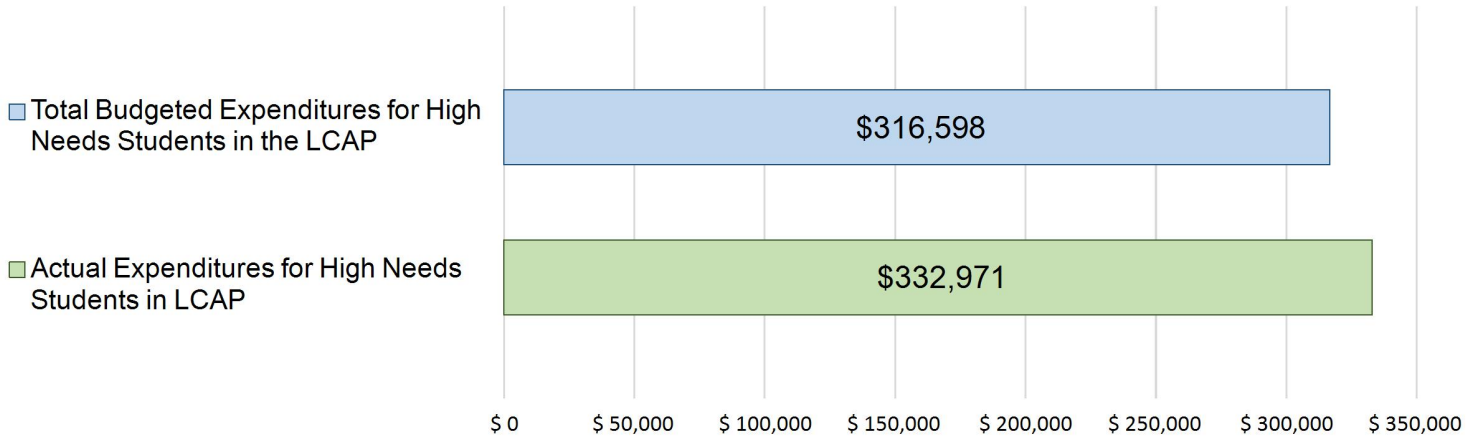 Total Budgeted Expenditures for High
Needs Students in the LCAP
$316,598
Actual Expenditures for High Needs
Students in LCAP
$332,971
$ 0 $ 50,000 $ 100,000 $ 150,000 $ 200,000 $ 250,000 $ 300,000 $ 350,000